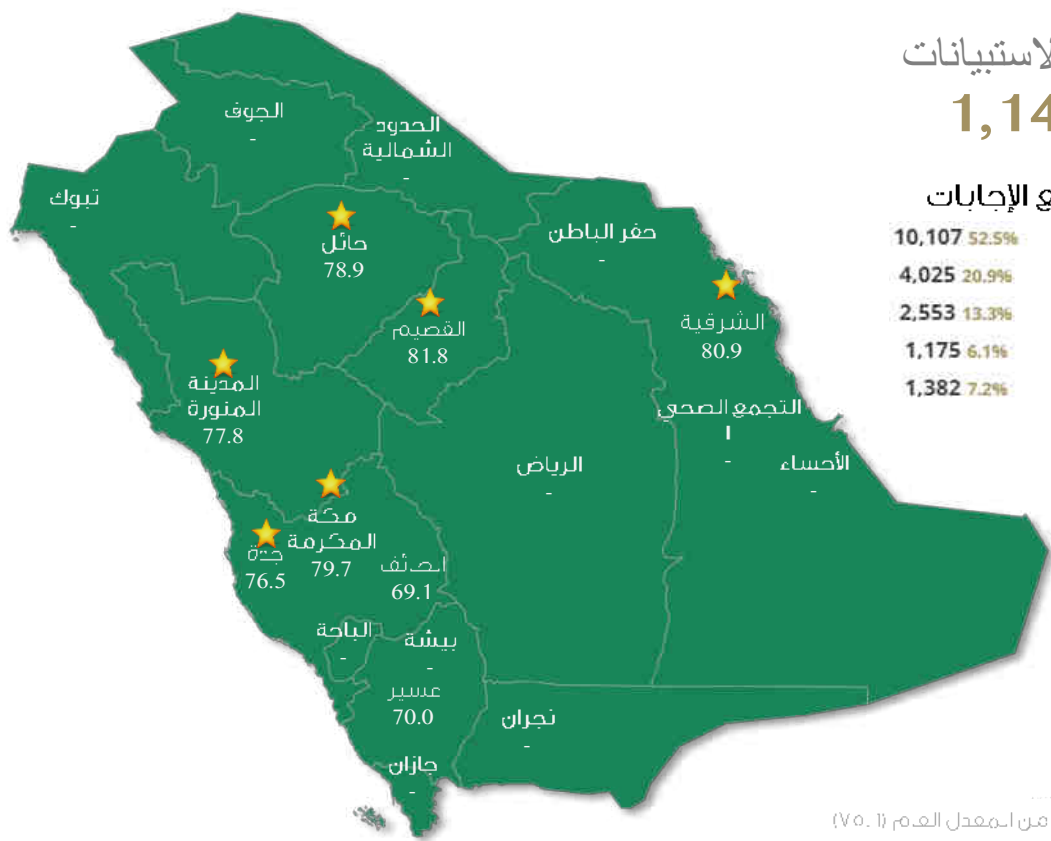 لاستبيانات
1,14
ع الإجابات
10,107 52.5%
4,025 20.9%
2,553 13.3%
1,175 6.1%
1,382 7.2%
الجوف
-
الحدود
الشمالية
-
تبوك
-
حائل
78.9
حفر الباطن
-
القصيم
81.8
الشرقية
80.9
المدينة
المنورة
77.8
التجمع الصحي
ا
-
الرياض
-
الأحساء
-
مكة
المكرمة
79.7
جدة
76.5
الطائف
69.1
الباحة
-
بيشة
-
عسير
70.0
نجران
-
جازان
-
من المعدل العام (٧٥.١)